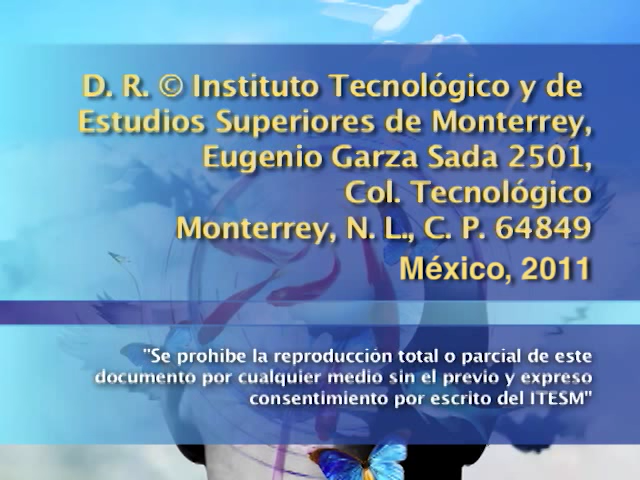 D. R. © Instituto Tecnológico y de
Estudios Superiores de Monterrey,
Eugenio Garza Sada 2501,
Col. Tecnológico
Monterrey, N. L., C. P. 64849
México, 2011
"Se prohibe la reproducción total o parcial de este
documento por cualquier medio sin el previo y expreso
consentimiento por escrito del ITESM"